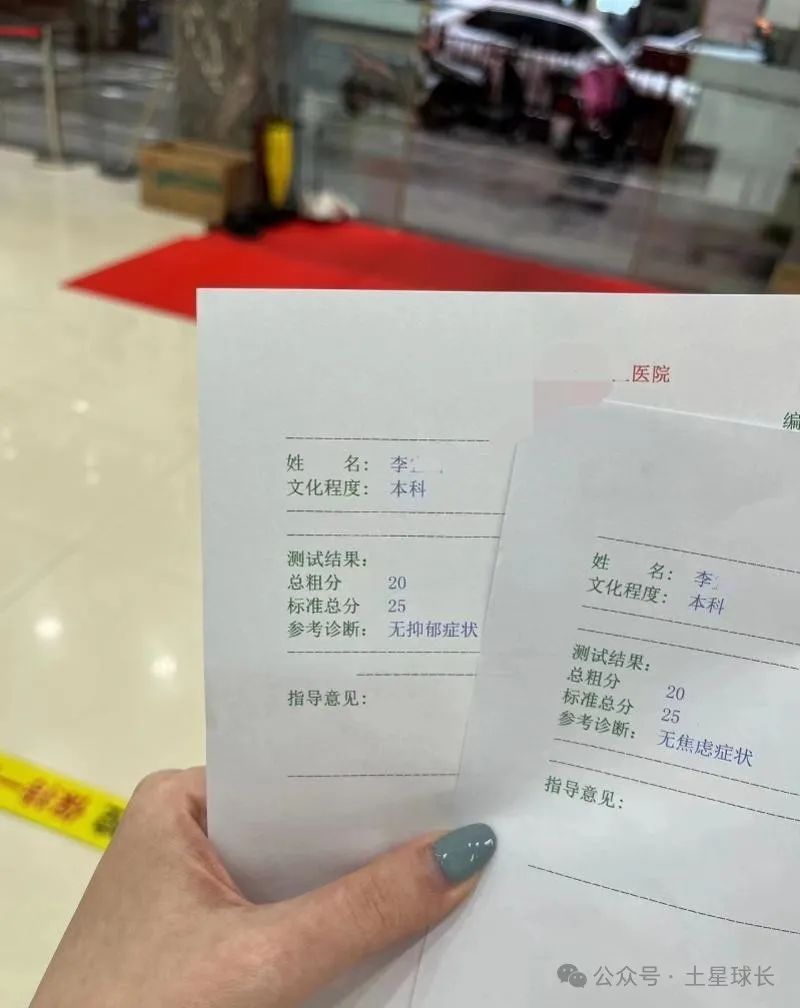 医院
编
姓 名: 李
文化程度: 本科
测试结果:
总粗分 20
标准总分 25
参考诊断: 无抑郁症状
指导意见:
姓 名: 李
文化程度: 本科
测试结果:
总粗分 20
标准总分 25
参考诊断: 无焦虑症状
指导意见:
公众号 · 土星球长